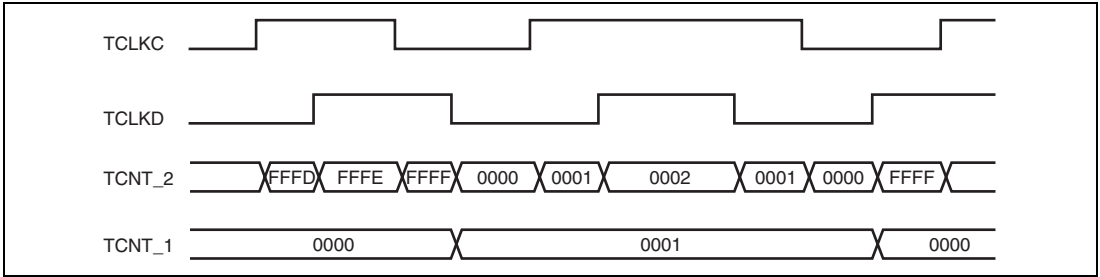 TCLKC
TCLKD
TCNT_2 FFFD FFFE FFFF 0000 0001 0002 0001 0000 FFFF
TCNT_1 0000 0001 0000